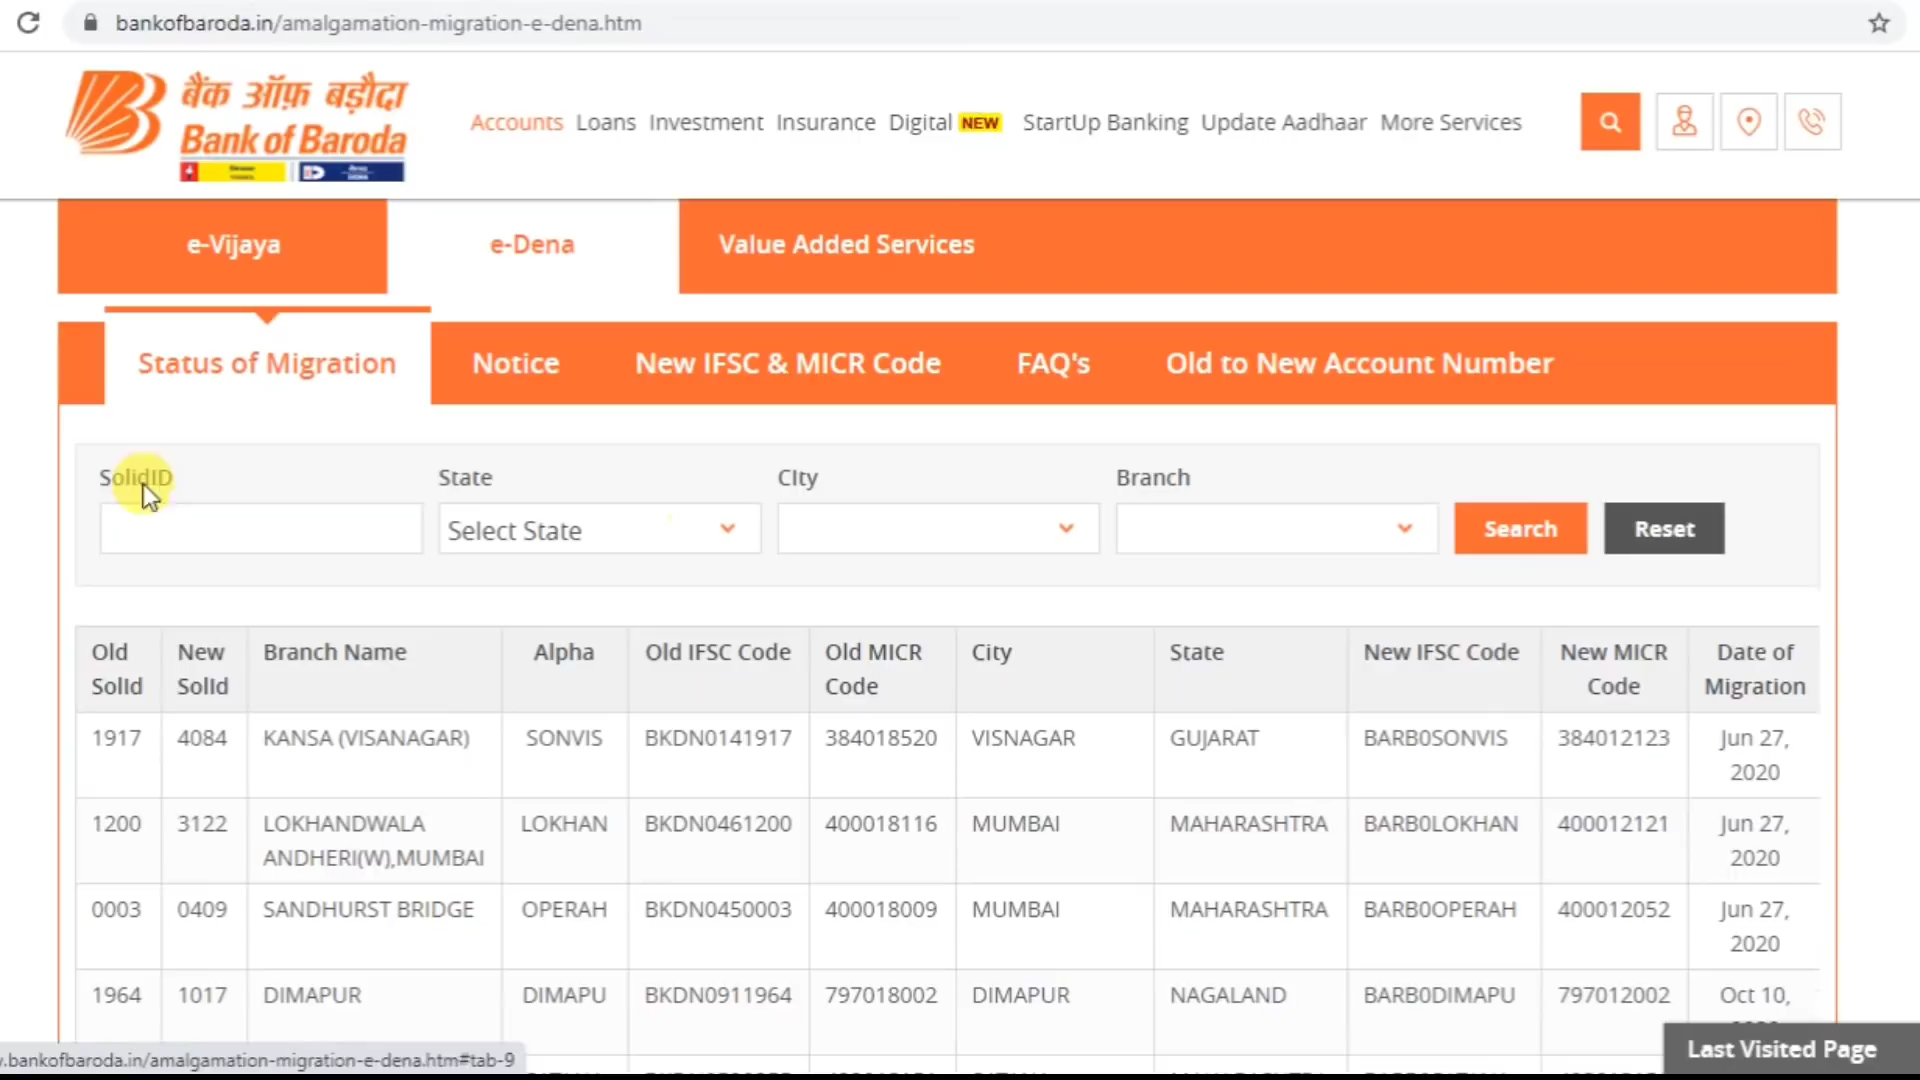 bankofbaroda.in/amalgamation-migration-e-dena.htm
बैंक ऑफ़ बड़ौदा
Bank of Baroda
Accounts Loans Investment Insurance Digital NEW StartUp Banking Update Aadhaar More Services
e-Vijaya e-Dena Value Added Services
Status of Migration Notice New IFSC & MICR Code FAQ's Old to New Account Number
SolidID State CIty Branch
Select State Search Reset
Old SolId New SolId Branch Name Alpha Old IFSC Code Old MICR Code City State New IFSC Code New MICR Code Date of Migration
1917 4084 KANSA (VISANAGAR) SONVIS BKDN0141917 384018520 VISNAGAR GUJARAT BARB0SONVIS 384012123 Jun 27, 2020
1200 3122 LOKHANDWALA ANDHERI(W),MUMBAI LOKHAN BKDN0461200 400018116 MUMBAI MAHARASHTRA BARB0LOKHAN 400012121 Jun 27, 2020
0003 0409 SANDHURST BRIDGE OPERAH BKDN0450003 400018009 MUMBAI MAHARASHTRA BARB0OPERAH 400012052 Jun 27, 2020
1964 1017 DIMAPUR DIMAPU BKDN0911964 797018002 DIMAPUR NAGALAND BARB0DIMAPU 797012002 Oct 10,
Last Visited Page
.bankofbaroda.in/amalgamation-migration-e-dena.htm#tab-9